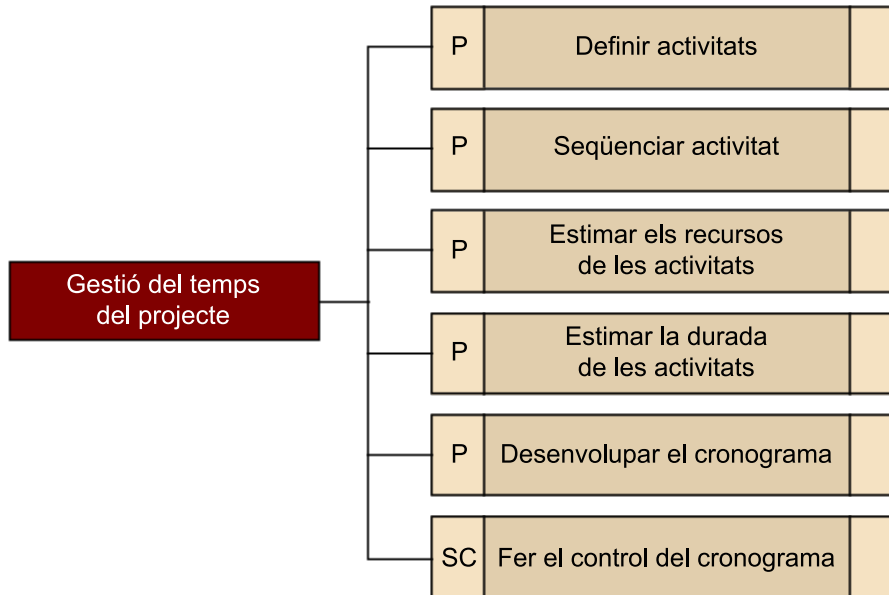 Gestió del temps
del projecte
P
Definir activitats
P
Seqüenciar activitat
P
Estimar els recursos
de les activitats
P
Estimar la durada
de les activitats
P
Desenvolupar el cronograma
SC
Fer el control del cronograma